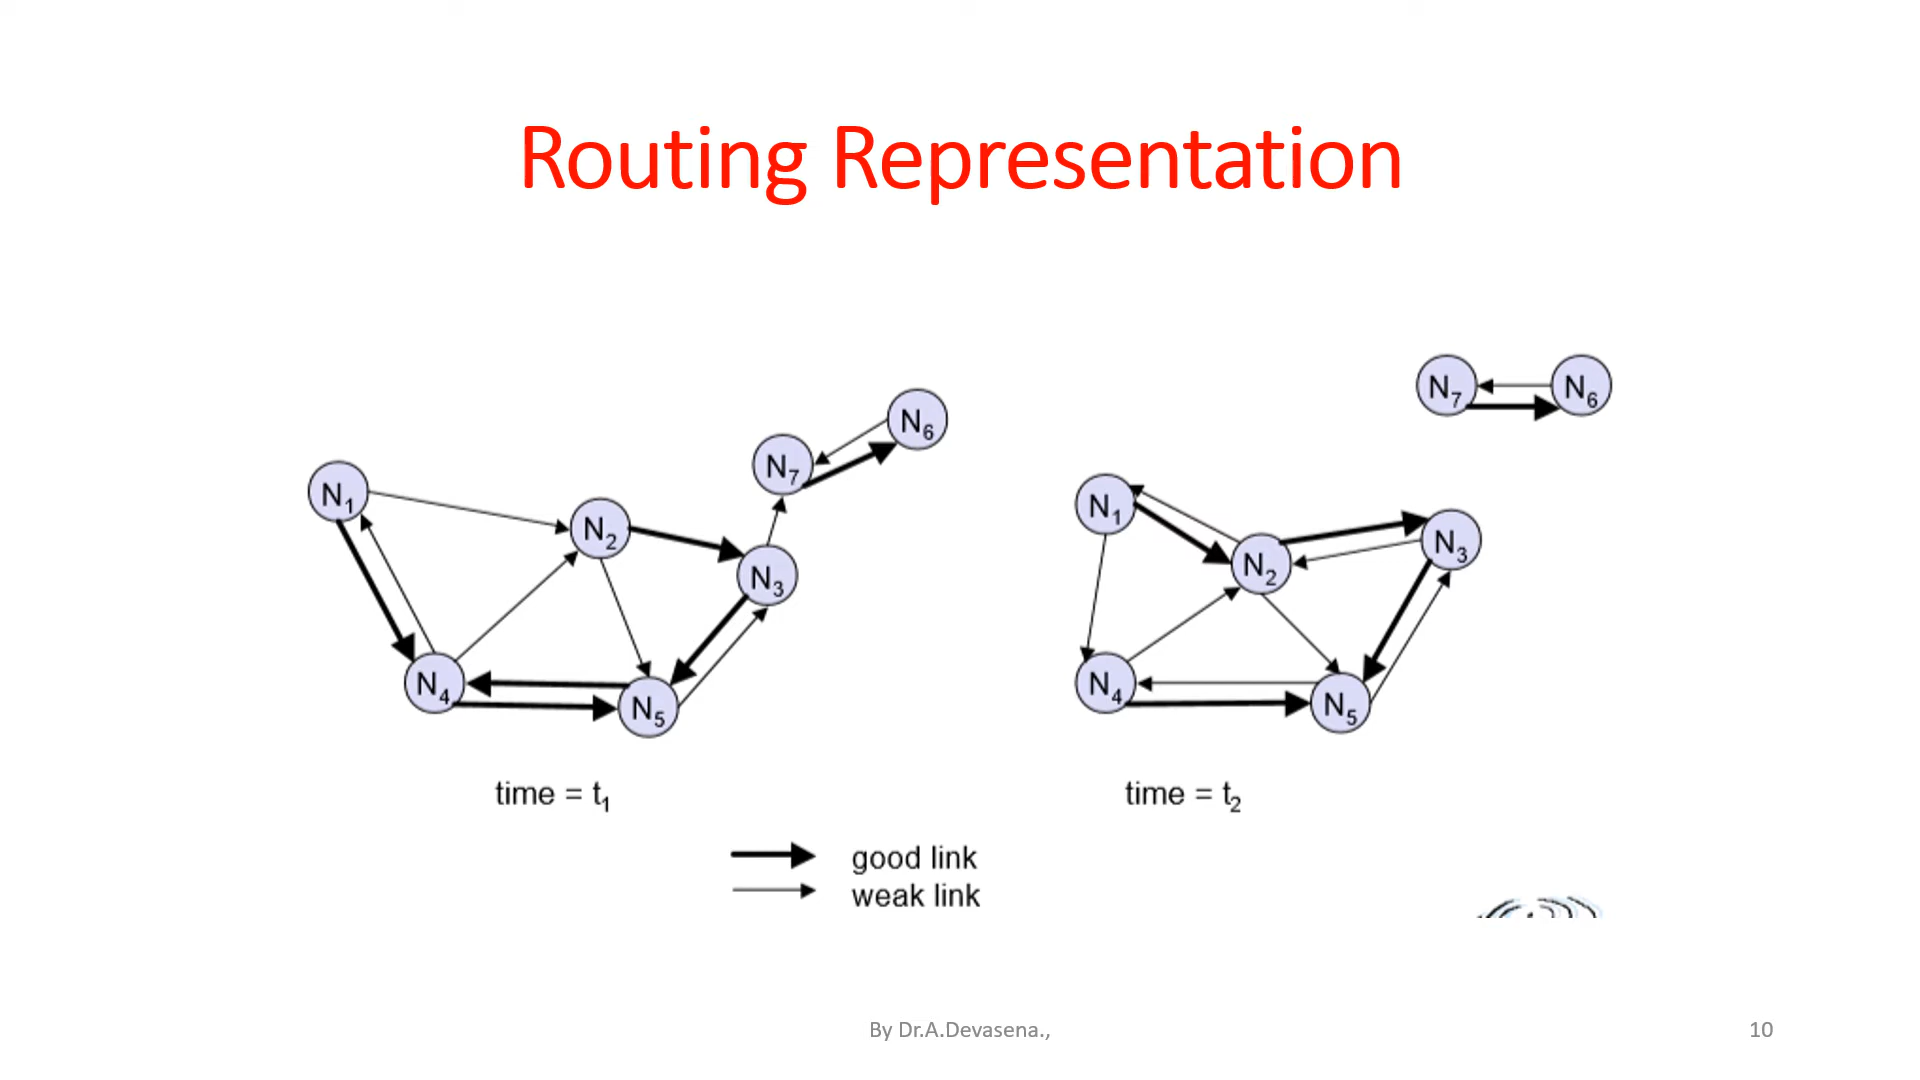 Routing Representation
N₇
N₆
N₆
N₇
N₁
N₁
N₂
N₃
N₂
N₃
N₄
N₄
N₅
N₅
time = t₁
time = t₂
good link
weak link
By Dr.A.Devasena.,
10